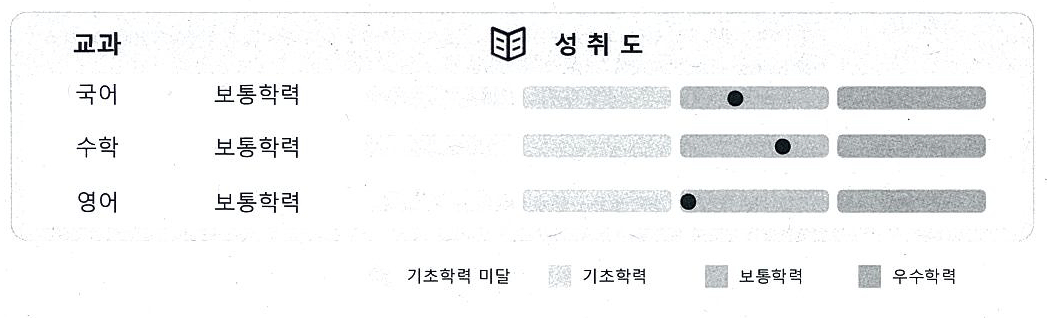 교과 성취도
국어 보통학력
수학 보통학력
영어 보통학력
기초학력 미달 기초학력 보통학력 우수학력